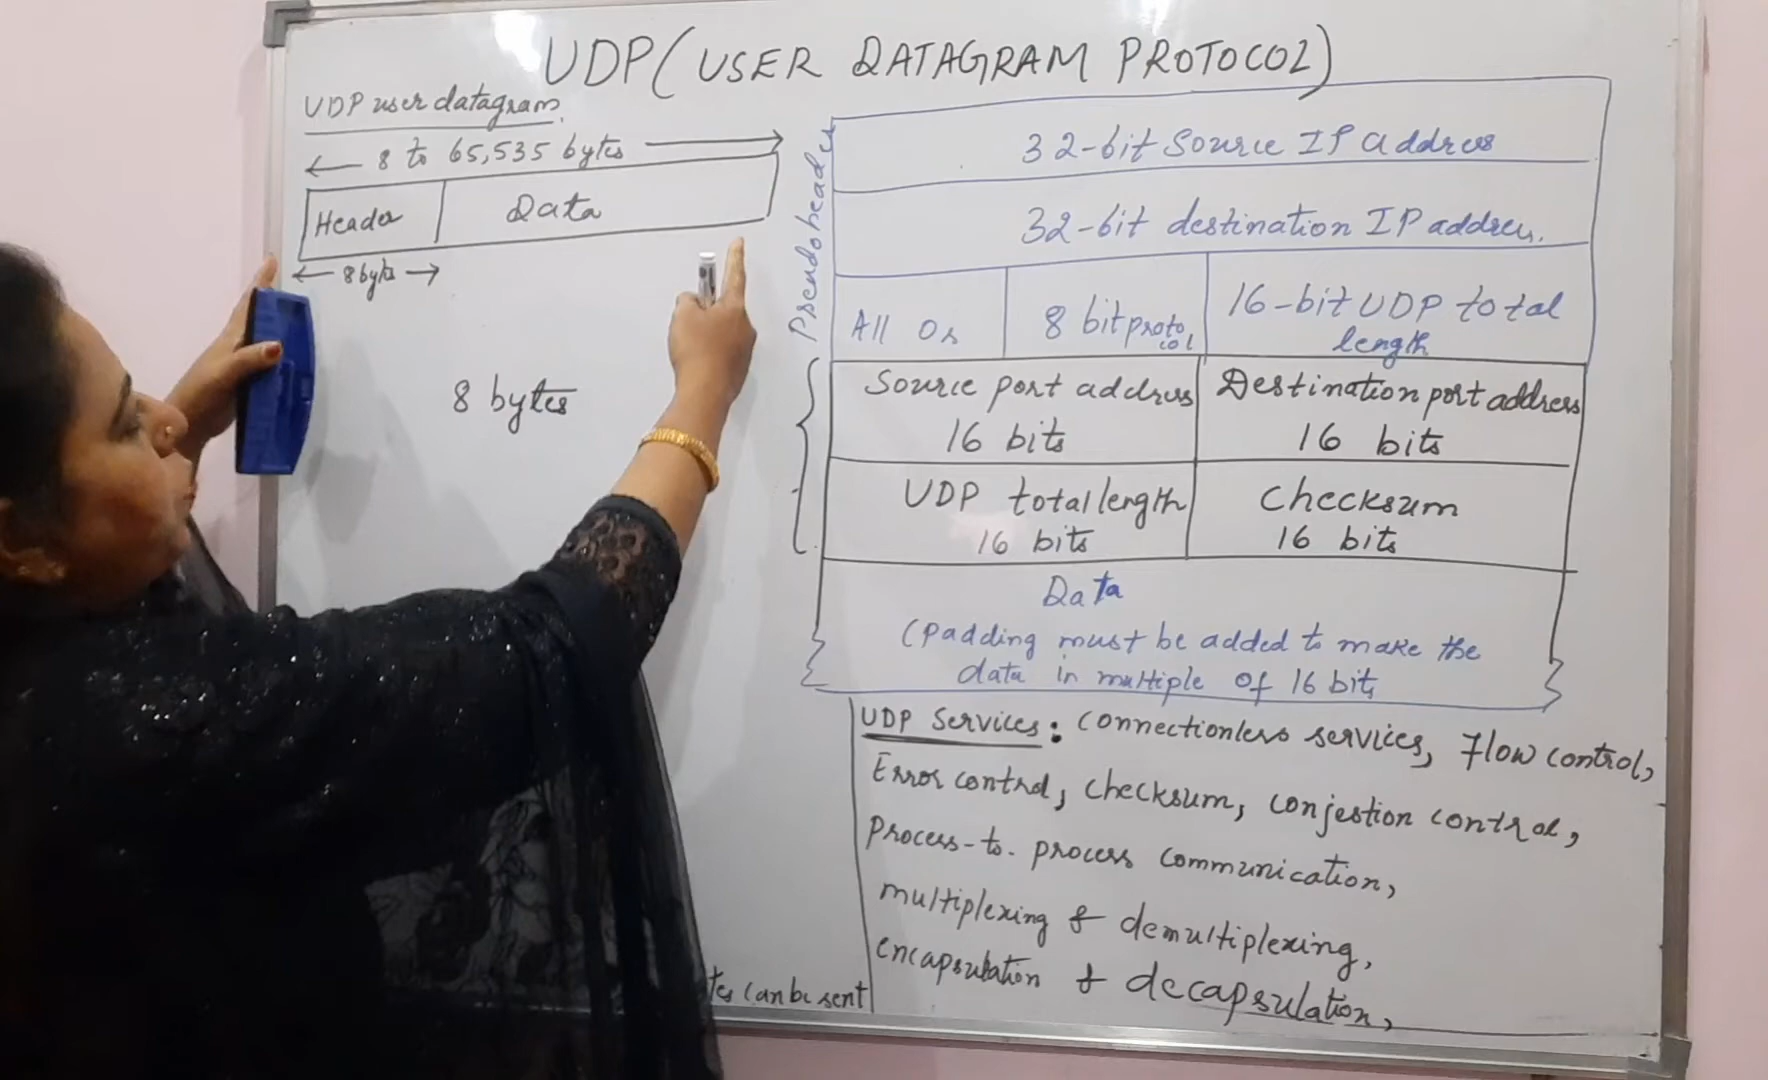 UDP (USER DATAGRAM PROTOCOL)
UDP user datagram.
8 to 65,535 bytes
Header
Data
8 byte
8 bytes
Pseudoheader
32-bit Source IP address
32-bit destination IP address.
All 0s
8 bit protocol
16-bit UDP total
length
Source port address
16 bits
Destination port address
16 bits
UDP total length
16 bits
Checksum
16 bits
Data
(Padding must be added to make the
data in multiple of 16 bits
UDP Services: Connectionless services, Flow control,
Error control, checksum, conjestion control,
Process-to-process communication,
multiplexing & demultiplexing,
encapsulation & decapsulation,
can be sent